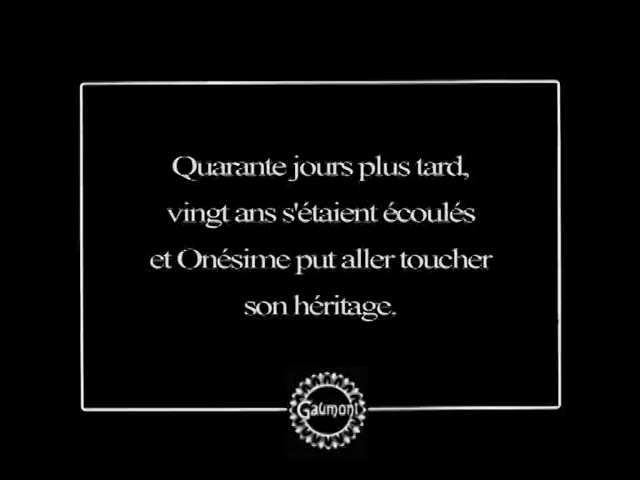 Quarante jours plus tard,
vingt ans s'étaient écoulés
et Onésime put aller toucher
son héritage.
Gaumont